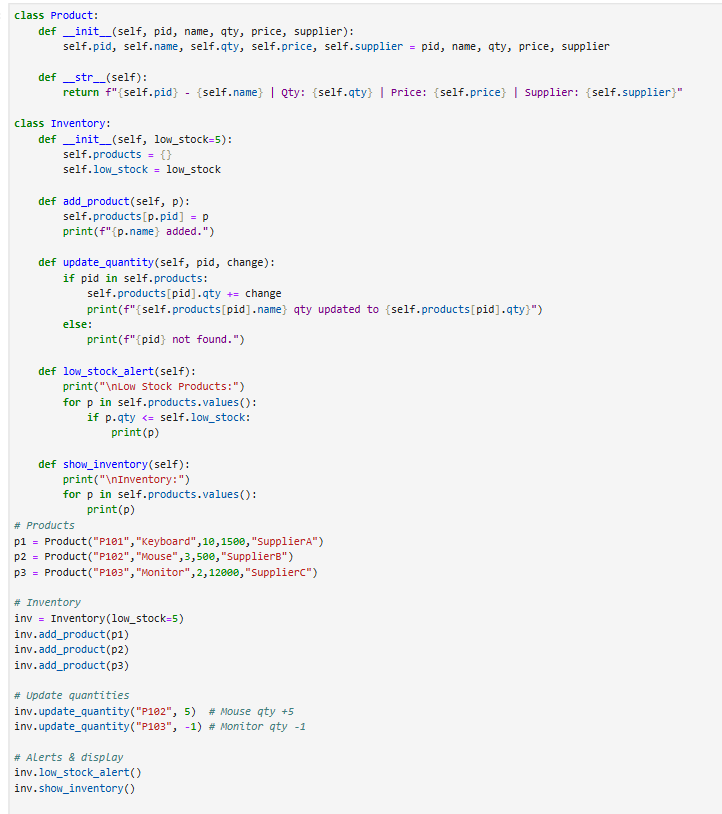 class Product:
    def __init__(self, pid, name, qty, price, supplier):
        self.pid, self.name, self.qty, self.price, self.supplier = pid, name, qty, price, supplier

    def __str__(self):
        return f"{self.pid} - {self.name} | Qty: {self.qty} | Price: {self.price} | Supplier: {self.supplier}"

class Inventory:
    def __init__(self, low_stock=5):
        self.products = {}
        self.low_stock = low_stock

    def add_product(self, p):
        self.products[p.pid] = p
        print(f"{p.name} added.")

    def update_quantity(self, pid, change):
        if pid in self.products:
            self.products[pid].qty += change
            print(f"{self.products[pid].name} qty updated to {self.products[pid].qty}")
        else:
            print(f"{pid} not found.")

    def low_stock_alert(self):
        print("\nLow Stock Products:")
        for p in self.products.values():
            if p.qty <= self.low_stock:
                print(p)

    def show_inventory(self):
        print("\nInventory:")
        for p in self.products.values():
            print(p)
# Products
p1 = Product("P101","Keyboard",10,1500,"SupplierA")
p2 = Product("P102","Mouse",3,500,"SupplierB")
p3 = Product("P103","Monitor",2,12000,"SupplierC")

# Inventory
inv = Inventory(low_stock=5)
inv.add_product(p1)
inv.add_product(p2)
inv.add_product(p3)

# Update quantities
inv.update_quantity("P102", 5)  # Mouse qty +5
inv.update_quantity("P103", -1) # Monitor qty -1

# Alerts & display
inv.low_stock_alert()
inv.show_inventory()